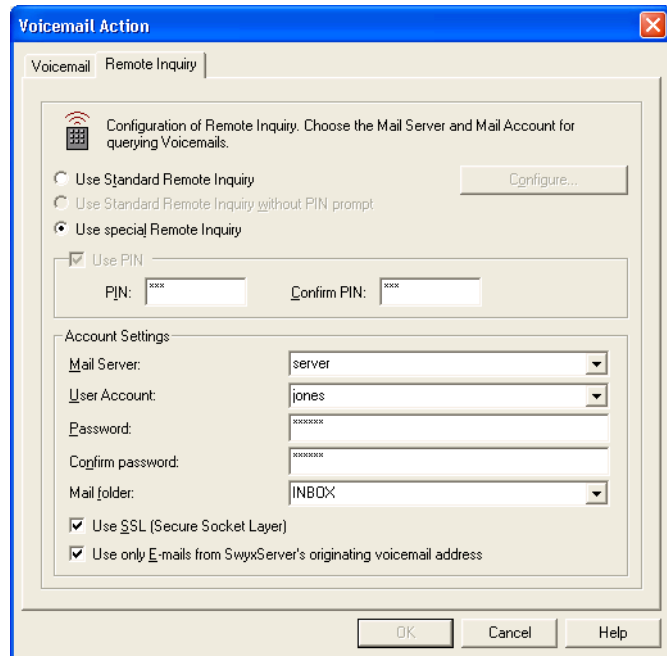 Voicemail Action
Voicemail Remote Inquiry
Configuration of Remote Inquiry. Choose the Mail Server and Mail Account for
querying Voicemails.
Use Standard Remote Inquiry Configure...
Use Standard Remote Inquiry without PIN prompt
Use special Remote Inquiry
Use PIN
PIN: *** Confirm PIN: ***
Account Settings
Mail Server: server
User Account: jones
Password: ******
Confirm password: ******
Mail folder: INBOX
Use SSL (Secure Socket Layer)
Use only E-mails from SwyxServer's originating voicemail address
OK Cancel Help